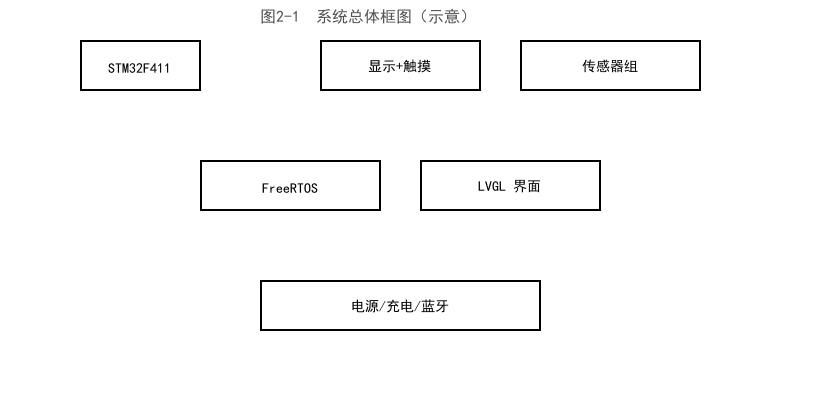 图2-1 系统总体框图（示意）
STM32F411
显示+触摸
传感器组
FreeRTOS
LVGL 界面
电源/充电/蓝牙